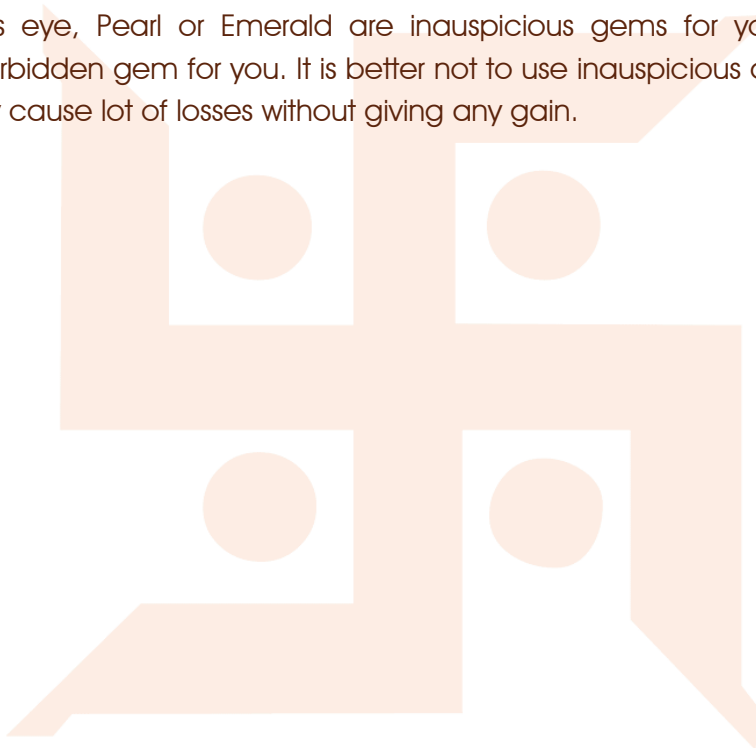 s eye, Pearl or Emerald are inauspicious gems for yo
rbidden gem for you. It is better not to use inauspicious
cause lot of losses without giving any gain.